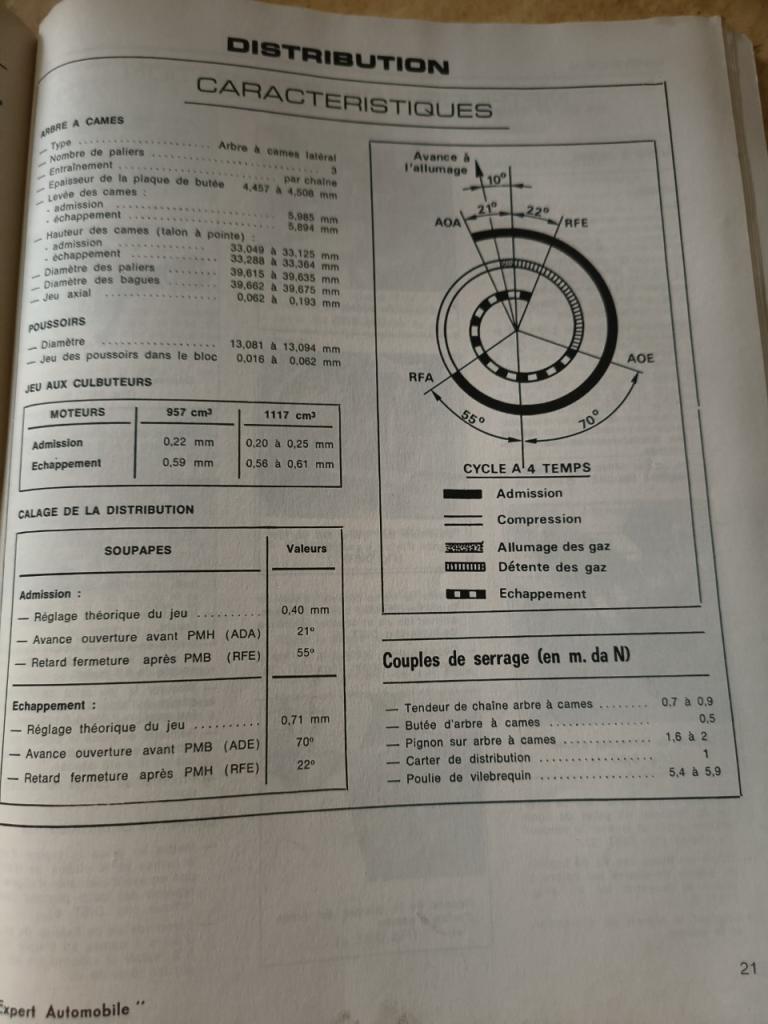 DISTRIBUTION
CARACTERISTIQUES
ARBRE A CAMES
— Type .................... Arbre à cames latéral
— Nombre de paliers .................... 3
— Entraînement .................... par chaîne
— Epaisseur de la plaque de butée 4,457 à 4,508 mm
— Levée des cames :
- admission .................... 5,985 mm
- échappement .................... 5,894 mm
— Hauteur des cames (talon à pointe) :
- admission .............. 33,049 à 33,125 mm
- échappement .............. 33,288 à 33,364 mm
— Diamètre des paliers ........ 39,615 à 39,635 mm
— Diamètre des bagues ........ 39,662 à 39,675 mm
— Jeu axial .................. 0,062 à 0,193 mm
POUSSOIRS
— Diamètre .................. 13,081 à 13,094 mm
— Jeu des poussoirs dans le bloc 0,016 à 0,062 mm
JEU AUX CULBUTEURS
MOTEURS 957 cm³ 1117 cm³
Admission 0,22 mm 0,20 à 0,25 mm
Echappement 0,59 mm 0,56 à 0,61 mm
CALAGE DE LA DISTRIBUTION
SOUPAPES Valeurs
Admission :
— Réglage théorique du jeu .......... 0,40 mm
— Avance ouverture avant PMH (ADA) 21°
— Retard fermeture après PMB (RFE) 55°
Echappement :
— Réglage théorique du jeu .......... 0,71 mm
— Avance ouverture avant PMB (ADE) 70°
— Retard fermeture après PMH (RFE) 22°
Avance à
l'allumage
10°
21° 22°
AOA RFE
AOE
RFA
55° 70°
CYCLE A 4 TEMPS
Admission
Compression
Allumage des gaz
Détente des gaz
Echappement
Couples de serrage (en m. da N)
— Tendeur de chaîne arbre à cames ........ 0,7 à 0,9
— Butée d'arbre à cames ............... 0,5
— Pignon sur arbre à cames ............. 1,6 à 2
— Carter de distribution .................. 1
— Poulie de vilebrequin ................. 5,4 à 5,9
21
Expert Automobile "